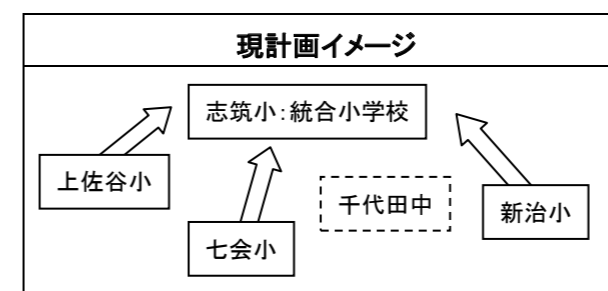 現計画イメージ
志筑小:統合小学校
上佐谷小
千代田中
新治小
七会小